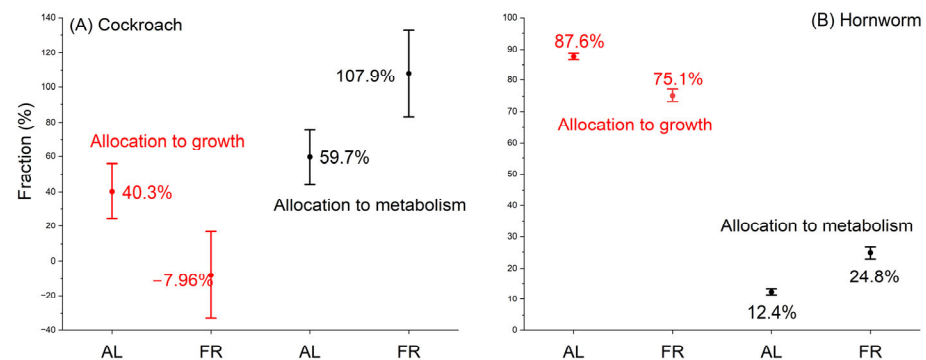 (A) Cockroach
Fraction (%)
140
120
100
80
60
40
20
0
−20
−40
Allocation to growth
40.3%
−7.96%
107.9%
59.7%
Allocation to metabolism
AL
FR
AL
FR
(B) Hornworm
100
90
80
70
60
50
40
30
20
10
0
87.6%
75.1%
Allocation to growth
Allocation to metabolism
12.4%
24.8%
AL
FR
AL
FR